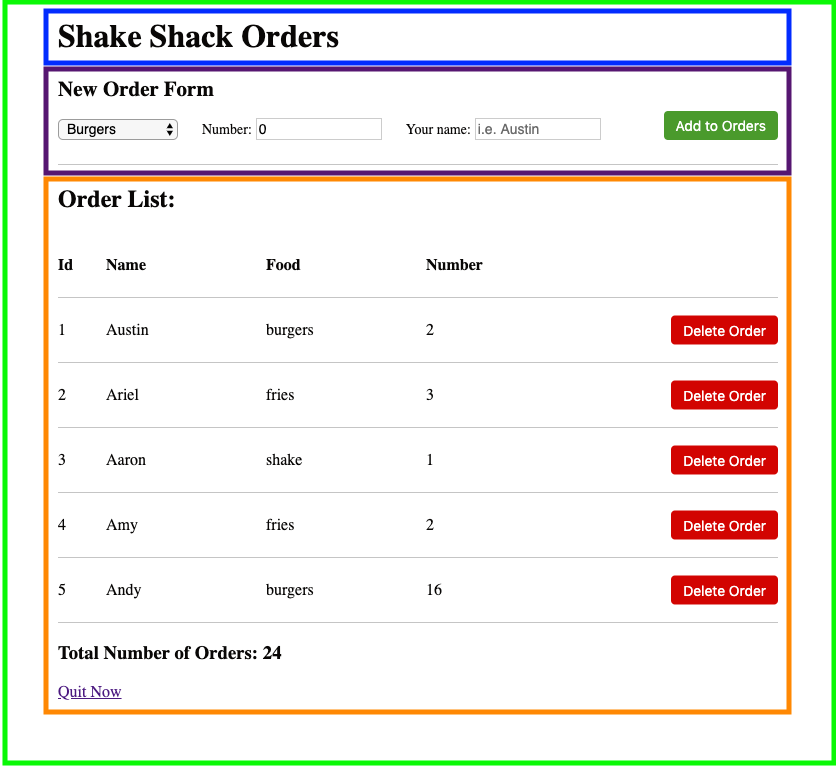 Shake Shack Orders
New Order Form
Burgers Number: 0 Your name: i.e. Austin Add to Orders
Order List:
Id Name Food Number
1 Austin burgers 2 Delete Order
2 Ariel fries 3 Delete Order
3 Aaron shake 1 Delete Order
4 Amy fries 2 Delete Order
5 Andy burgers 16 Delete Order
Total Number of Orders: 24
Quit Now